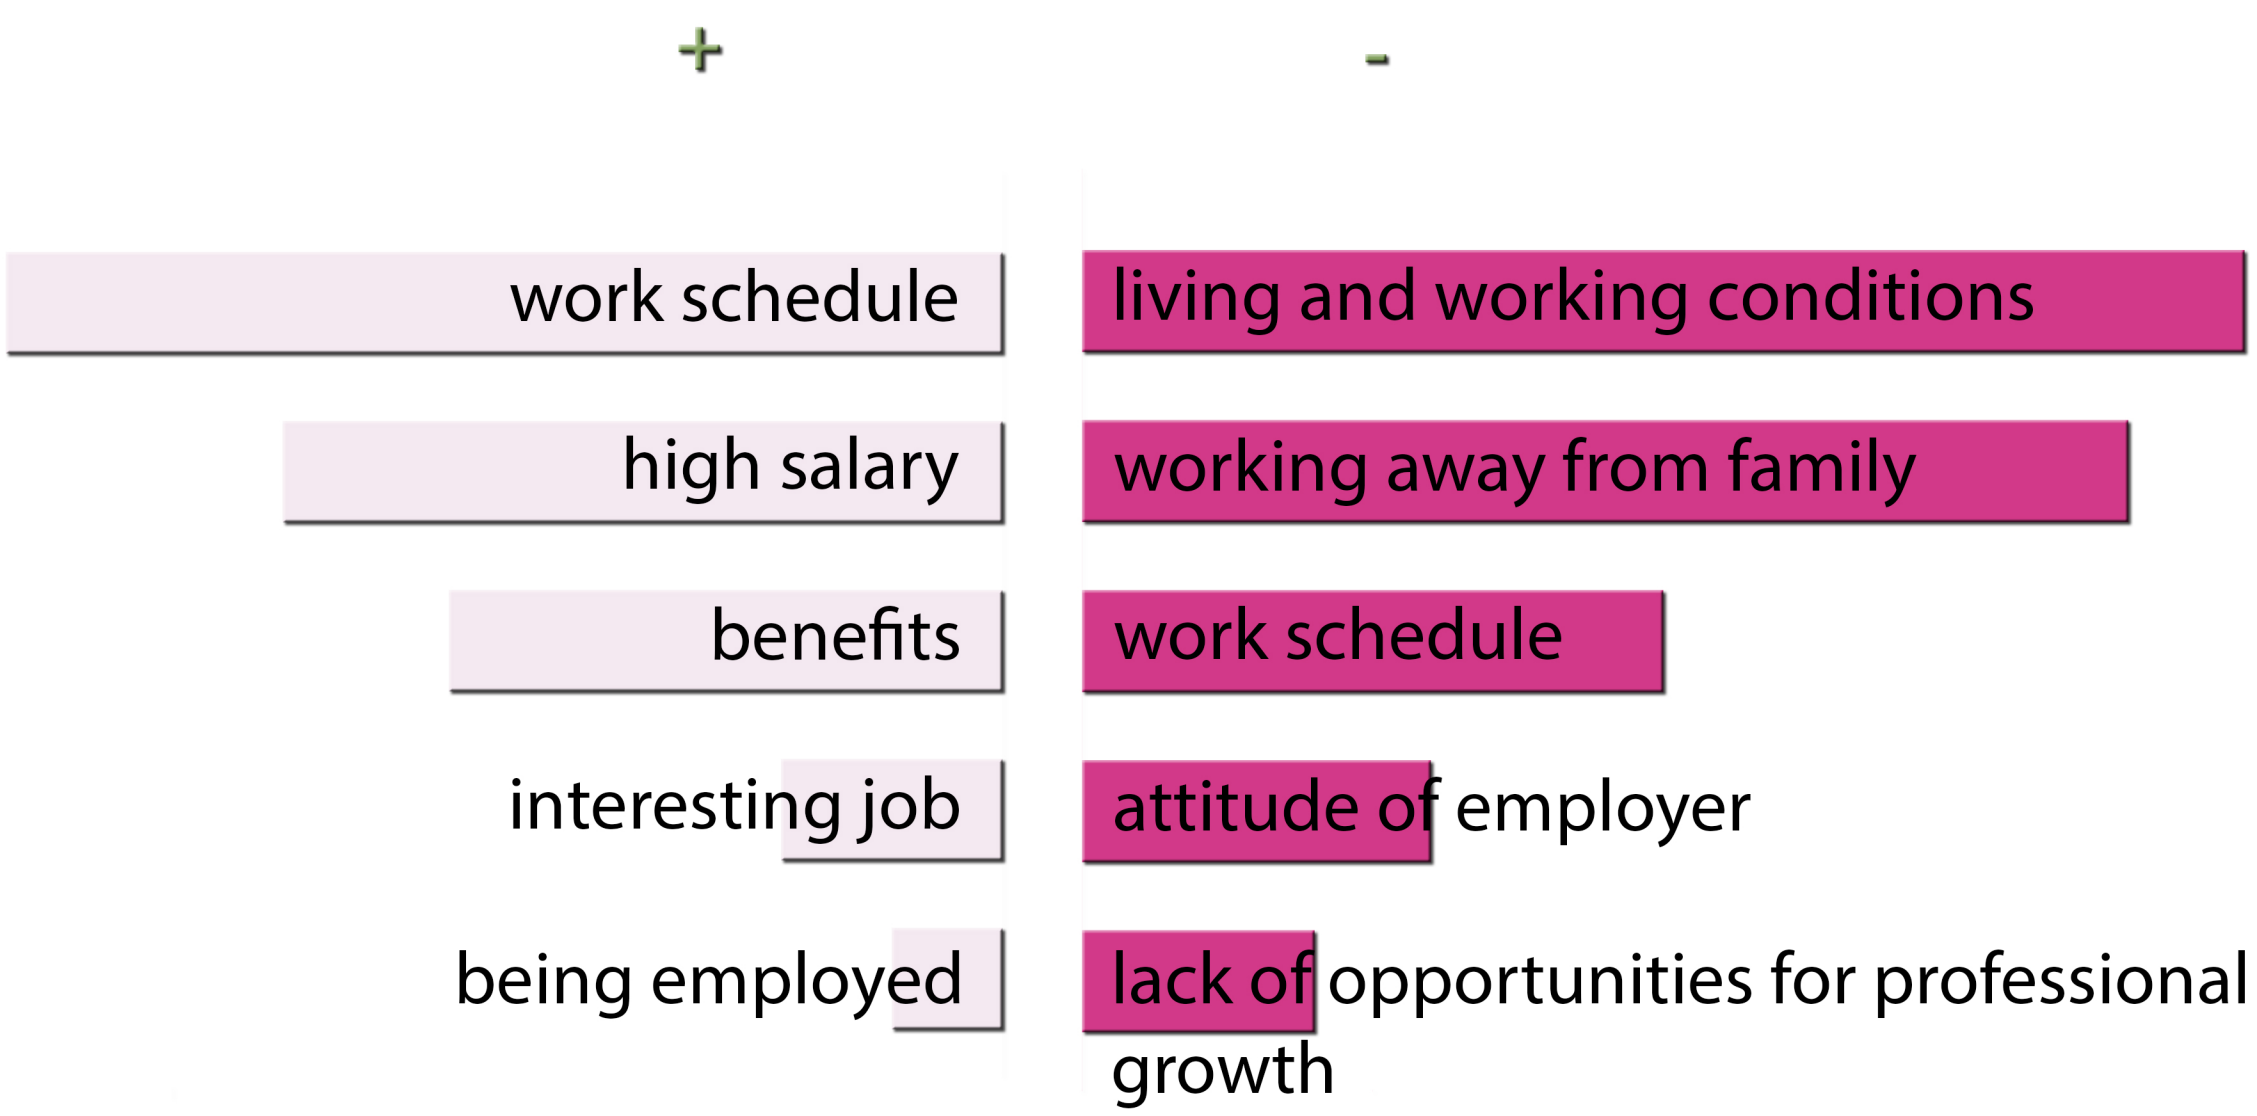 + -
work schedule living and working conditions
high salary working away from family
benefits work schedule
interesting job attitude of employer
being employed lack of opportunities for professional
growth